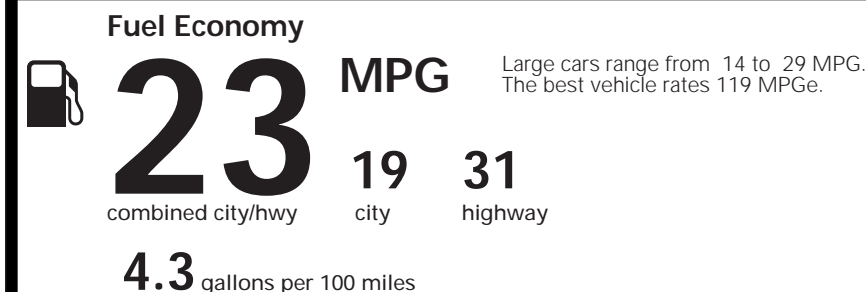 Fuel Economy
23 MPG
Large cars range from 14 to 29 MPG.
The best vehicle rates 119 MPGe.
19 31
combined city/hwy city highway
4.3 gallons per 100 miles